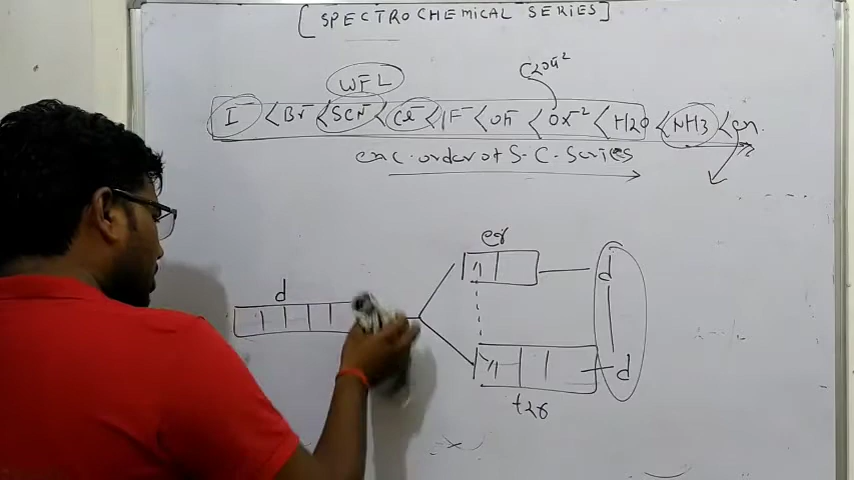 [SPECTROCHEMICAL SERIES]
WFL
C2O4⁻²
I⁻ < Br⁻ < SCN⁻ < Cl⁻ < F⁻ < OH⁻ < OX⁻² < H2O < NH3 < en.
enc. order of S.C. Series
eg
d
d
d
t2g